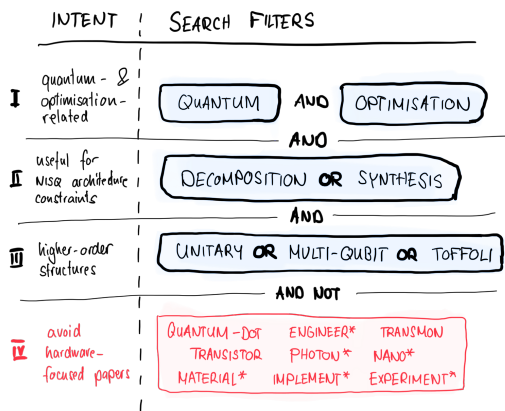 INTENT SEARCH FILTERS
I quantum- & optimisation-related
QUANTUM AND OPTIMISATION
AND
II useful for NISQ architecture constraints
DECOMPOSITION OR SYNTHESIS
AND
III higher-order structures
UNITARY OR MULTI-QUBIT OR TOFFOLI
AND NOT
IV avoid hardware-focused papers
QUANTUM-DOT ENGINEER* TRANSMON
TRANSISTOR PHOTON* NANO*
MATERIAL* IMPLEMENT* EXPERIMENT*